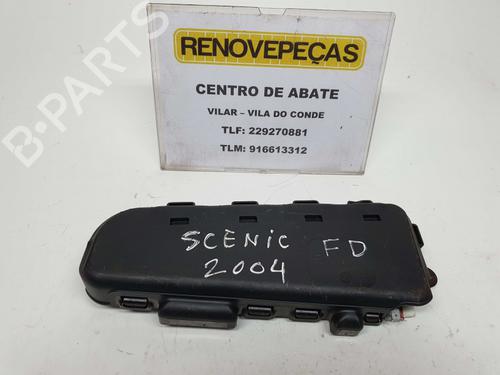 B-PARTS
RENOVEPEÇAS
CENTRO DE ABATE
VILAR – VILA DO CONDE
TLF: 229270881
TLM: 916613312
SCENIC FD
2004